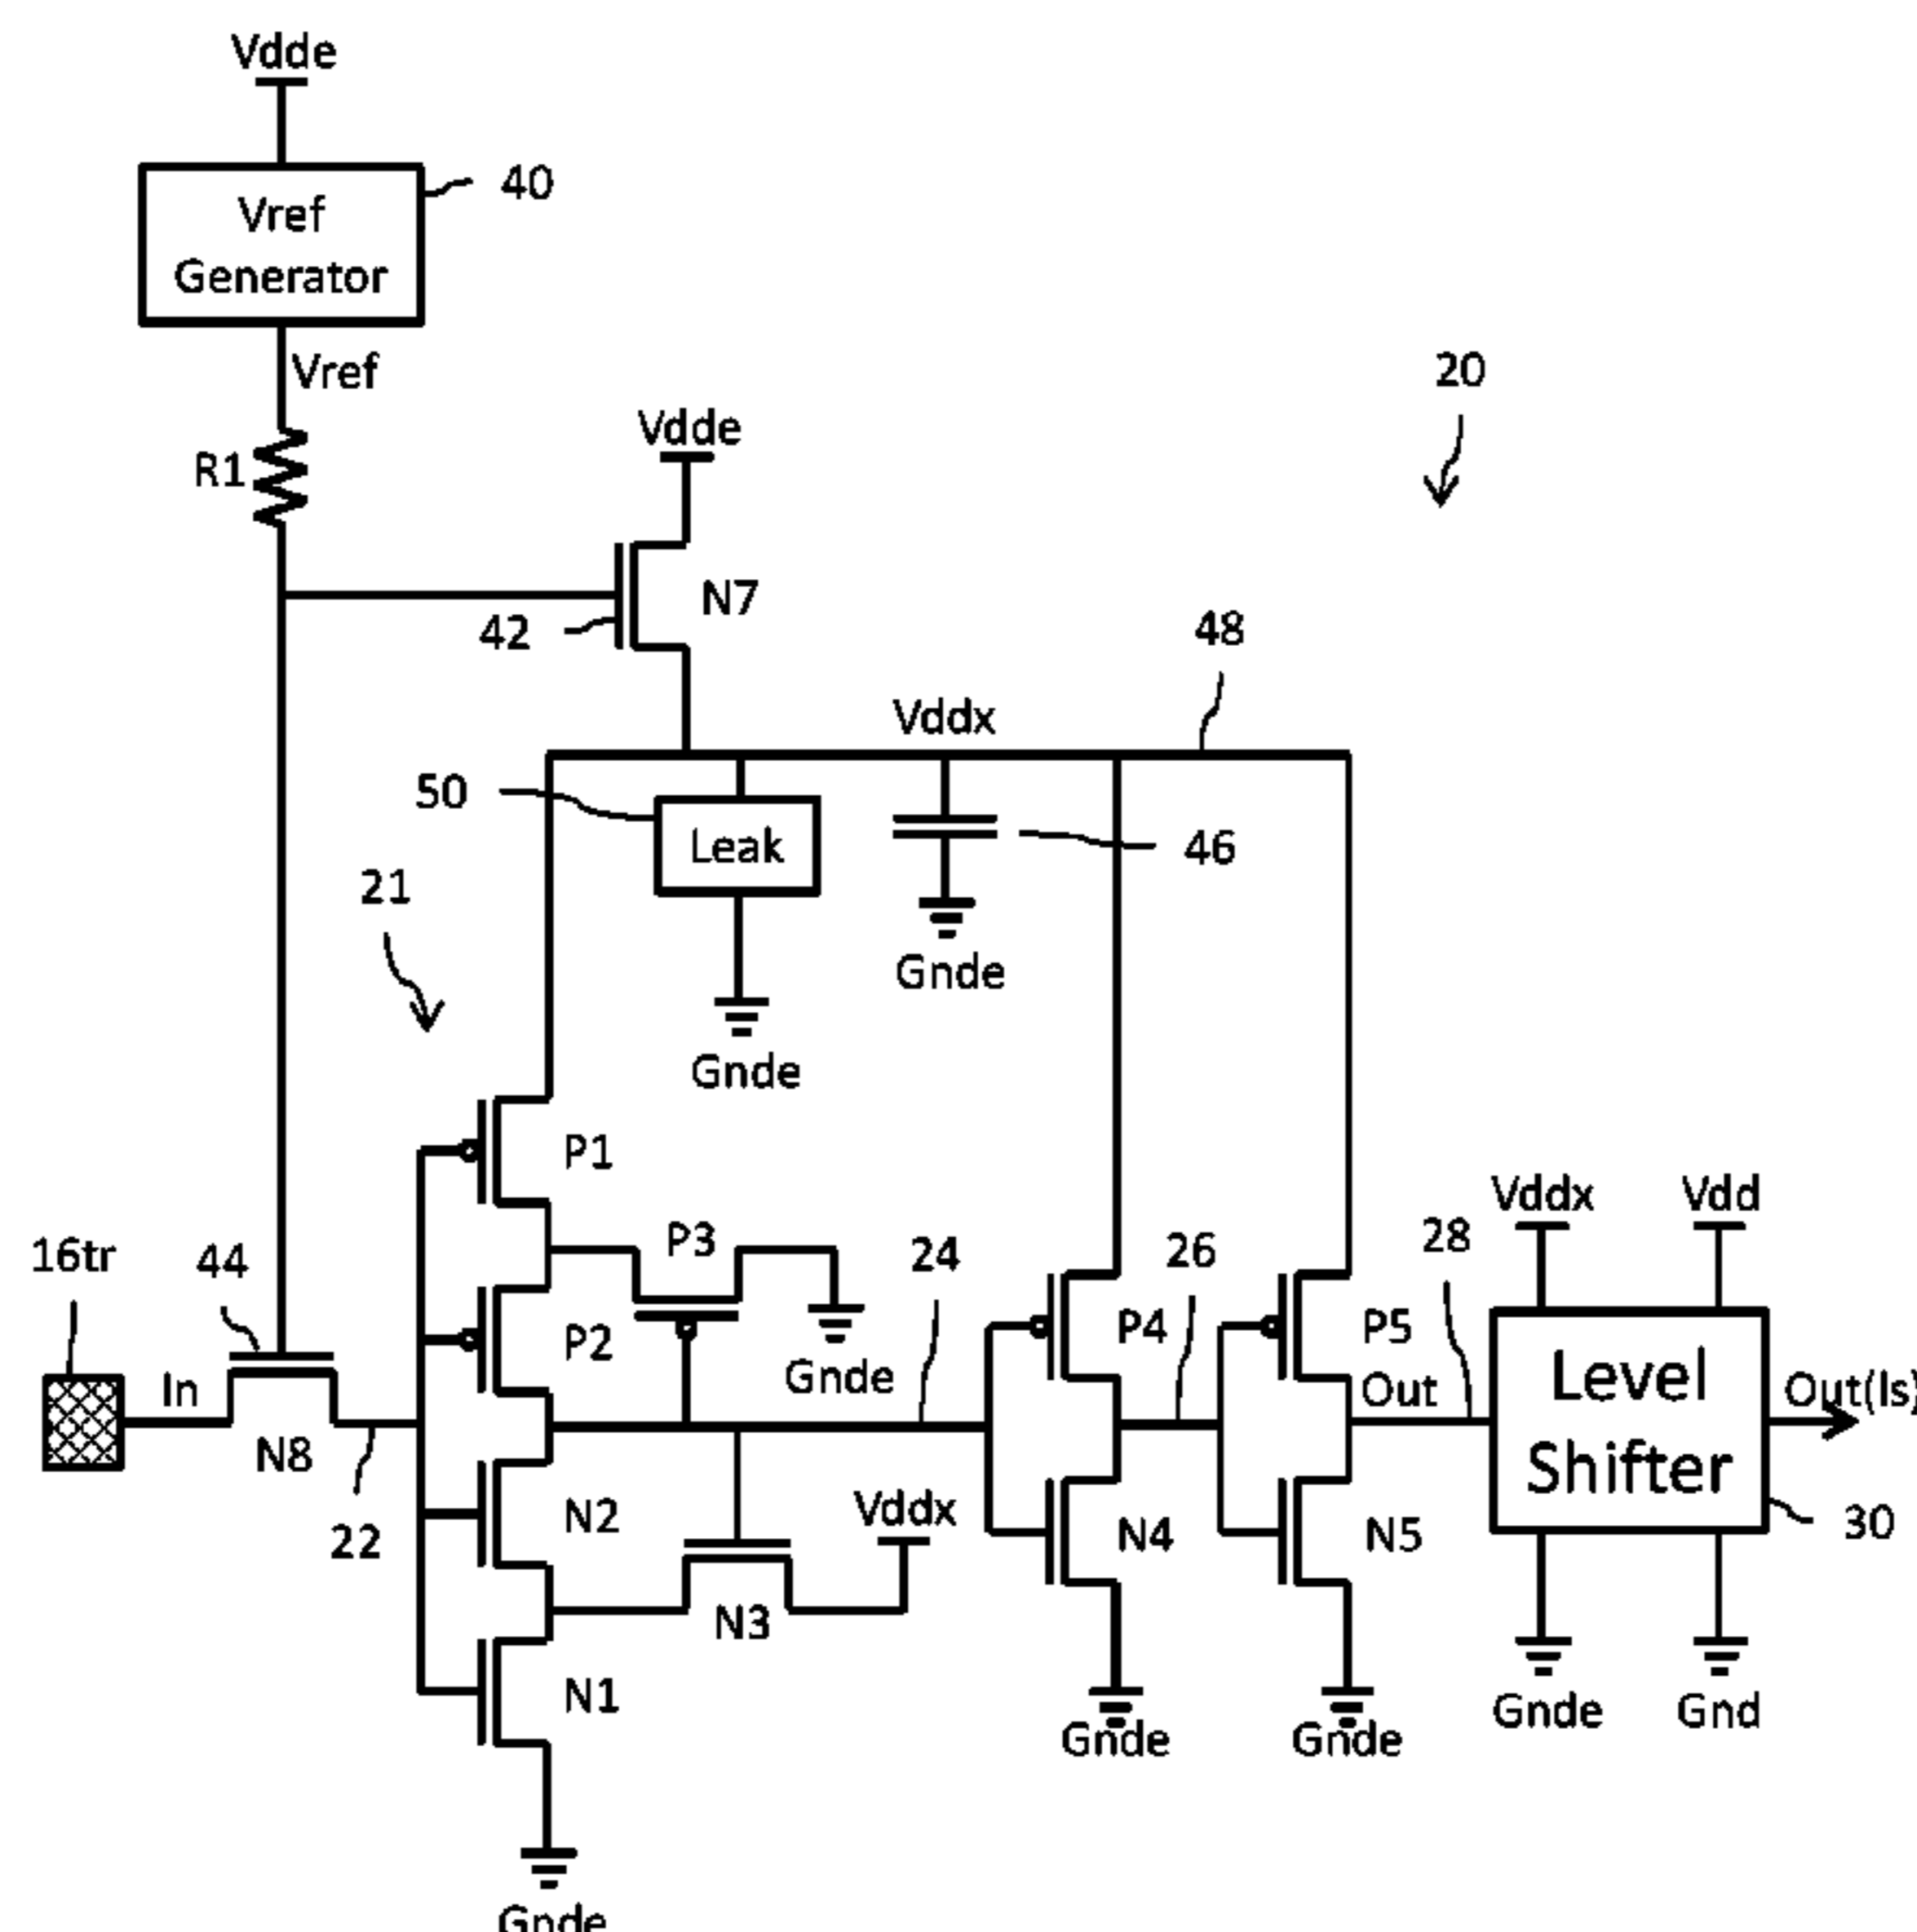 Vdde
Vref
Generator
40
Vref
20
R1
Vdde
N7
42
48
Vddx
50
Leak
46
21
Gnde
Gnde
P1
Vddx
Vdd
16tr
44
P3
24
26
28
In
P2
Gnde
P4
P5
Out
Level
Shifter
Out(ls)
N8
22
N2
Vddx
N4
N5
30
N3
N1
Gnde
Gnde
Gnde
Gnd
Gnde